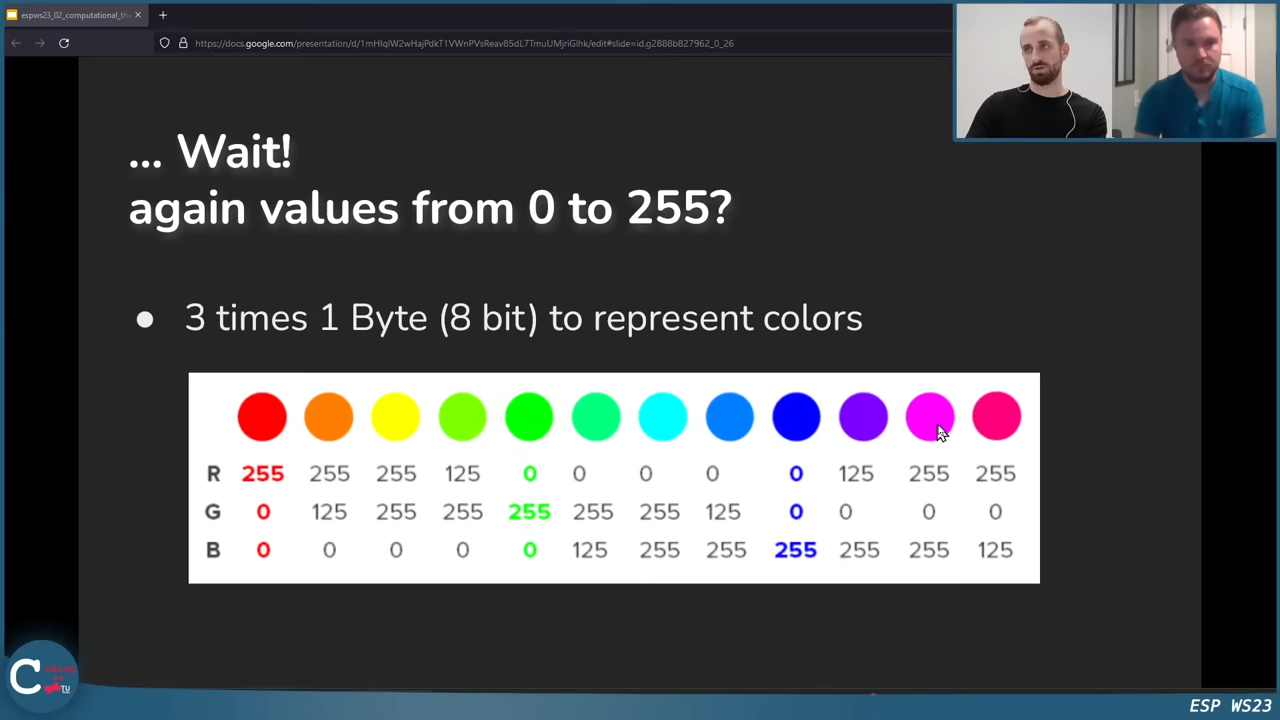 espws23_02_computational_th
https://docs.google.com/presentation/d/1mHIqlW2wHajPdkT1VWnPVsReav85dL7TmuUMjriGIhk/edit#slide=id.g2888b827962_0_26
... Wait!
again values from 0 to 255?
● 3 times 1 Byte (8 bit) to represent colors
R 255 255 255 125 0 0 0 0 0 125 255 255
G 0 125 255 255 255 255 255 125 0 0 0 0
B 0 0 0 0 0 125 255 255 255 255 255 125
C
TU
ESP WS23